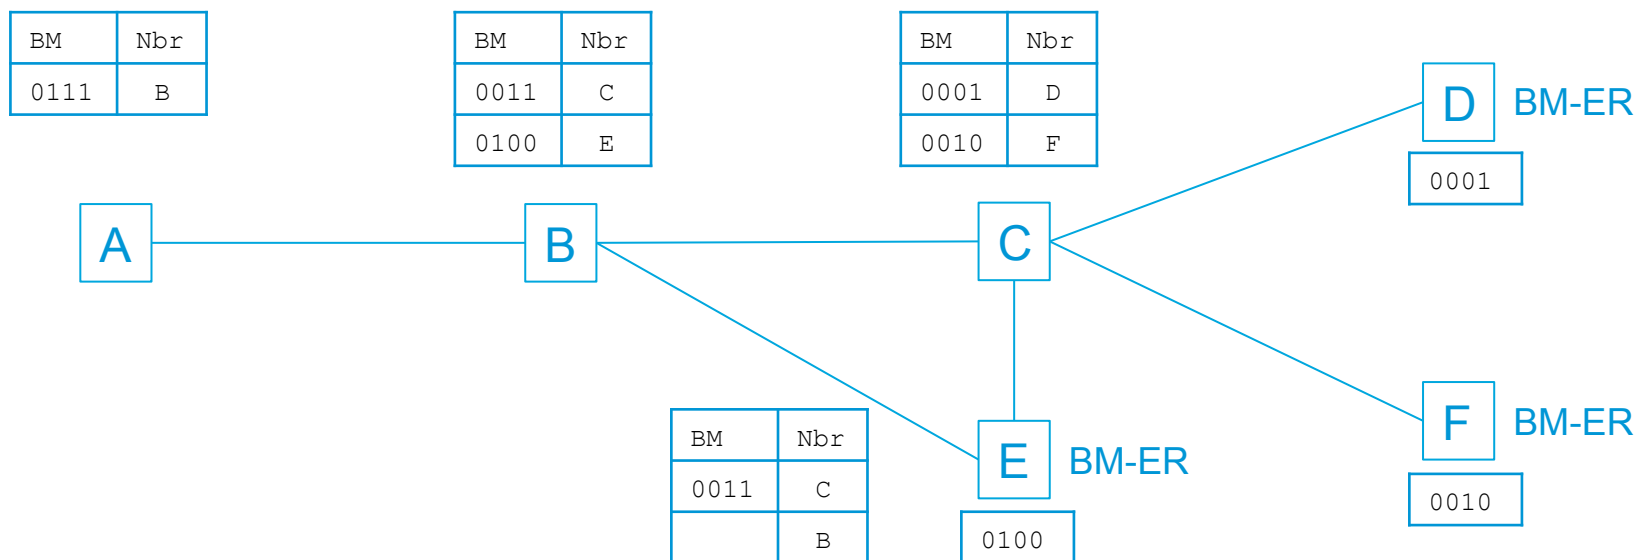 BM Nbr
0111 B
BM Nbr
0011 C
0100 E
BM Nbr
0001 D
0010 F
D BM-ER
0001
A
B
C
BM Nbr
0011 C
B
E BM-ER
0100
F BM-ER
0010